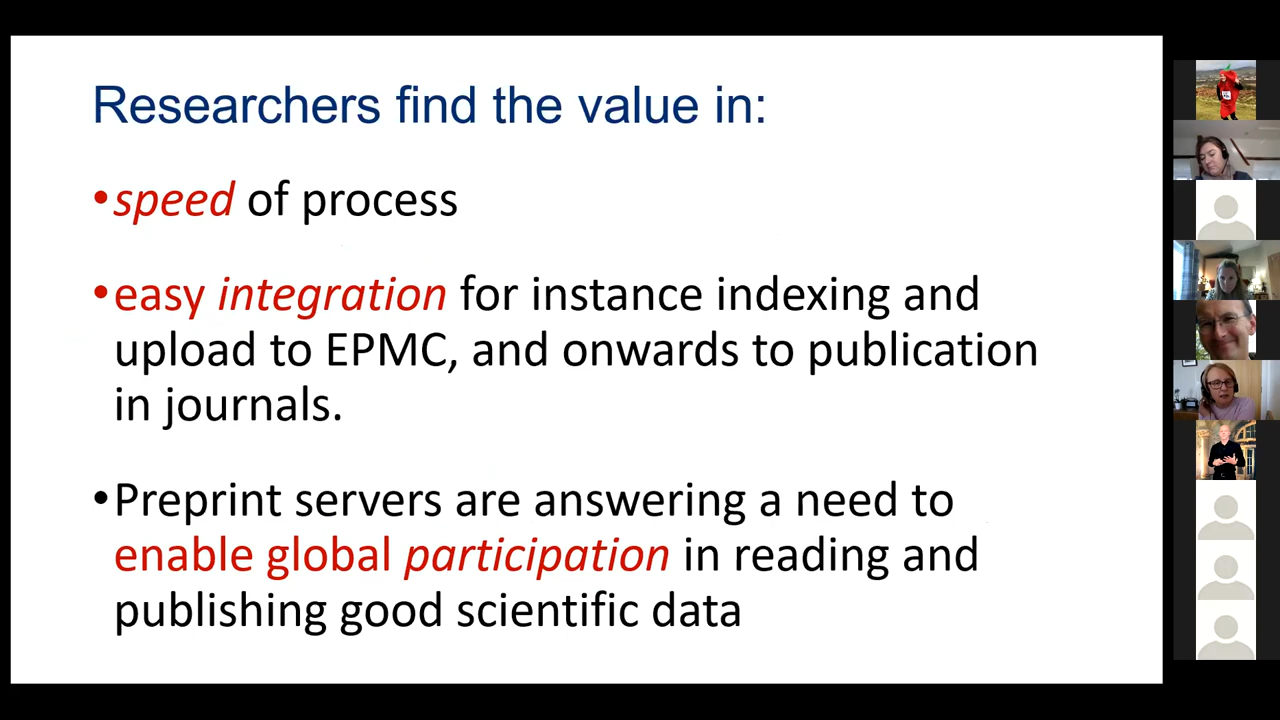 Researchers find the value in:
•speed of process
•easy integration for instance indexing and
upload to EPMC, and onwards to publication
in journals.
•Preprint servers are answering a need to
enable global participation in reading and
publishing good scientific data